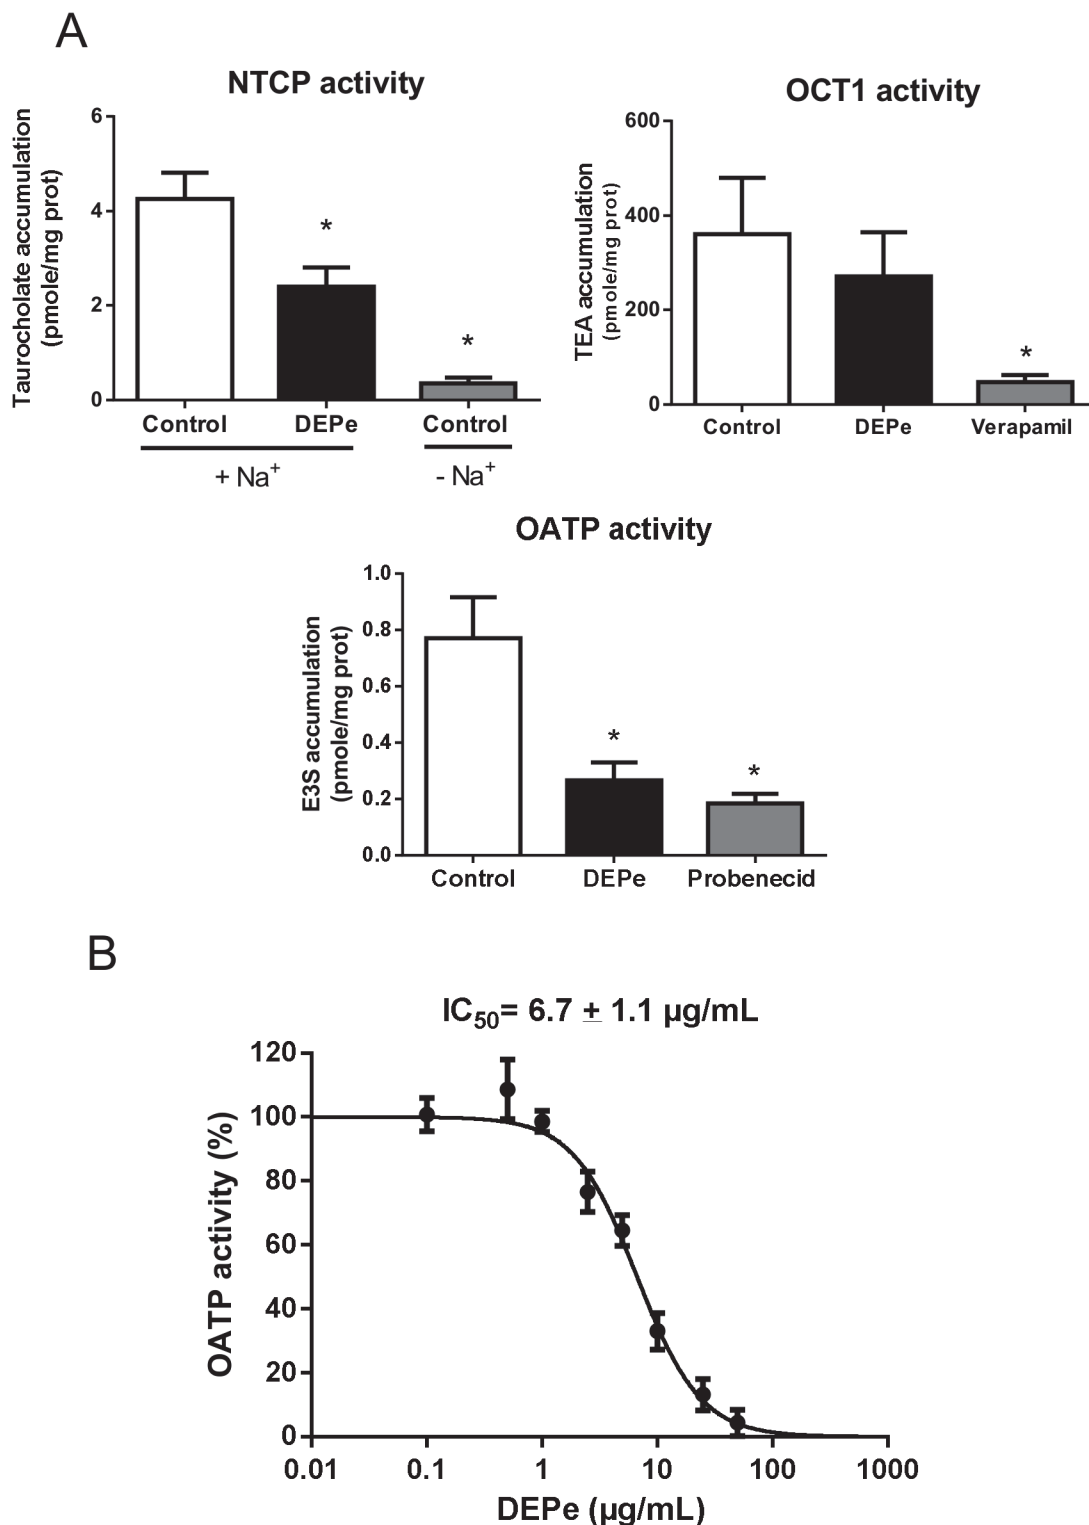 A
NTCP activity
Taurocholate accumulation
(pmole/mg prot)
6
4
2
0
Control
DEPe
Control
+ Na⁺
- Na⁺
*
*
OCT1 activity
TEA accumulation
(pmole/mg prot)
600
400
200
0
Control
DEPe
Verapamil
*
OATP activity
E3S accumulation
(pmole/mg prot)
1.0
0.8
0.6
0.4
0.2
0.0
Control
DEPe
Probenecid
*
*
B
IC₅₀= 6.7 ± 1.1 µg/mL
OATP activity (%)
120
100
80
60
40
20
0
0.01 0.1 1 10 100 1000
DEPe (µg/mL)